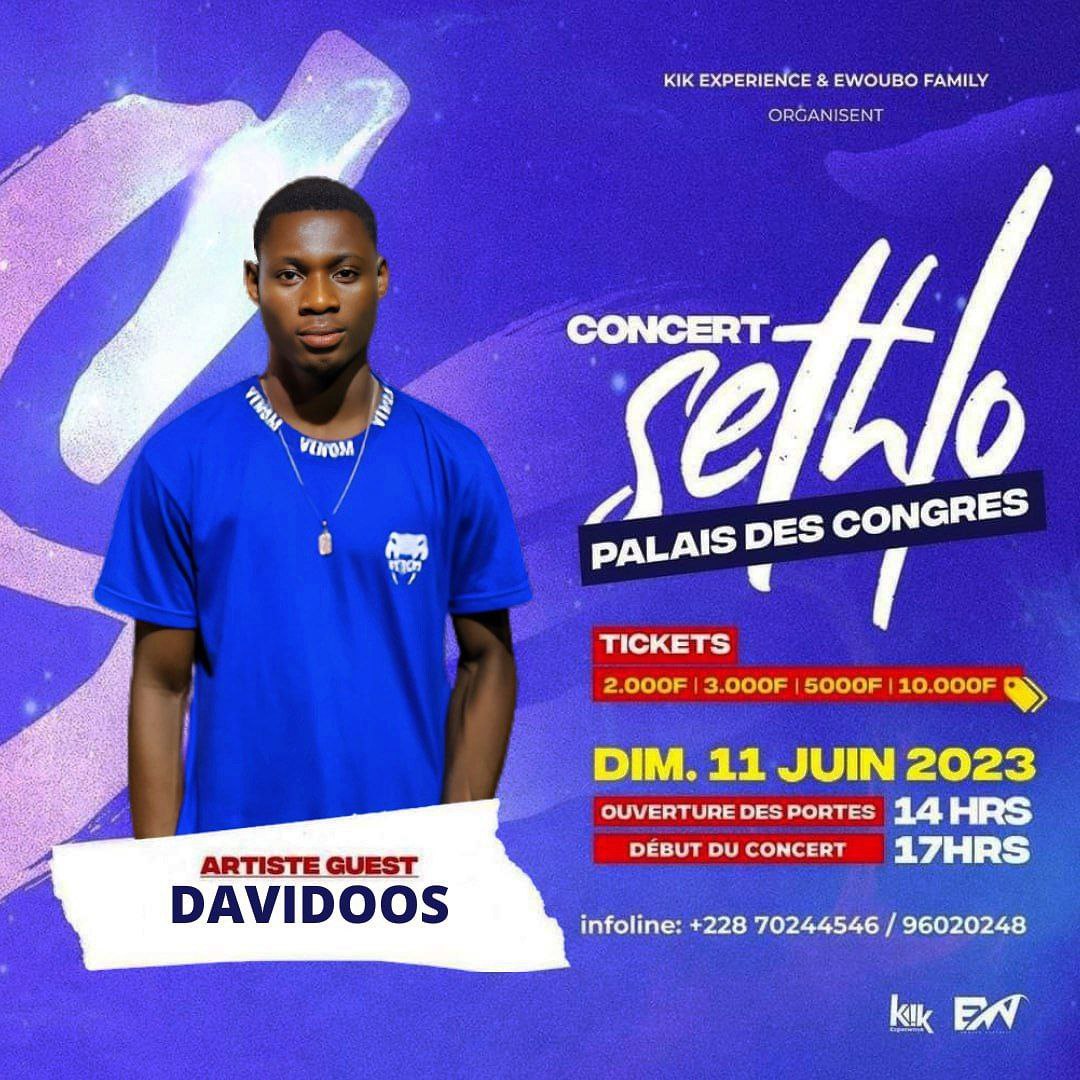 KIK EXPERIENCE & EWOUBO FAMILY
ORGANISENT
CONCERT
sethlo
PALAIS DES CONGRES
TICKETS
2.000F | 3.000F | 5000F | 10.000F
DIM. 11 JUIN 2023
OUVERTURE DES PORTES 14 HRS
DÉBUT DU CONCERT 17HRS
infoline: +228 70244546 / 96020248
ARTISTE GUEST
DAVIDOOS
EW